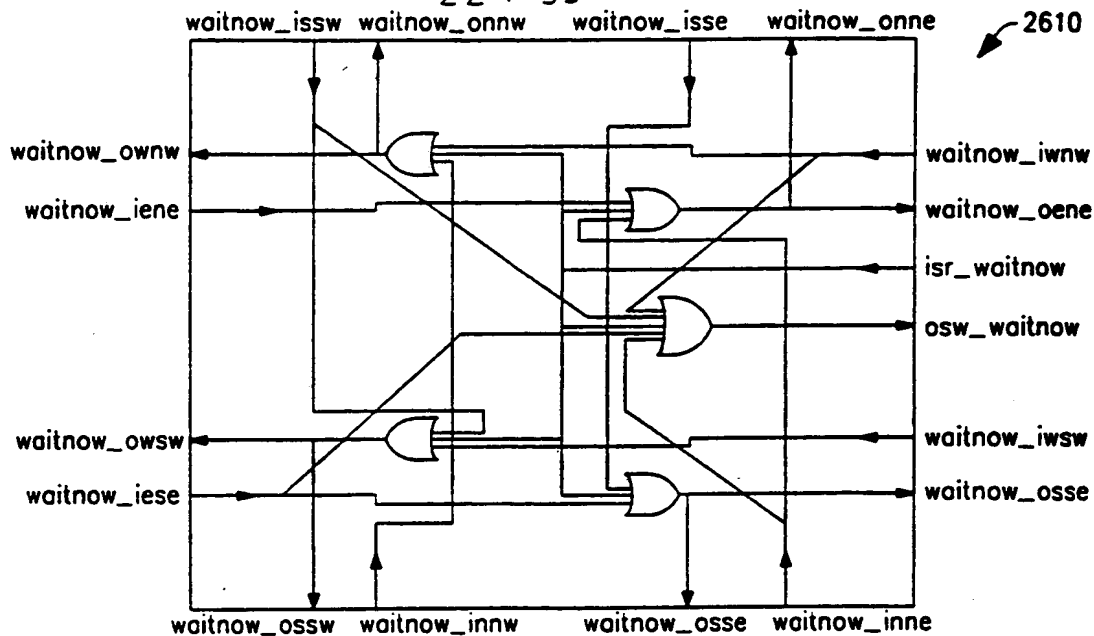 waitnow_issw waitnow_onnw waitnow_isse waitnow_onne
2610
waitnow_ownw
waitnow_iwnw
waitnow_iene
waitnow_oene
isr_waitnow
osw_waitnow
waitnow_owsw
waitnow_iwsw
waitnow_iese
waitnow_osse
waitnow_ossw waitnow_innw waitnow_osse waitnow_inne